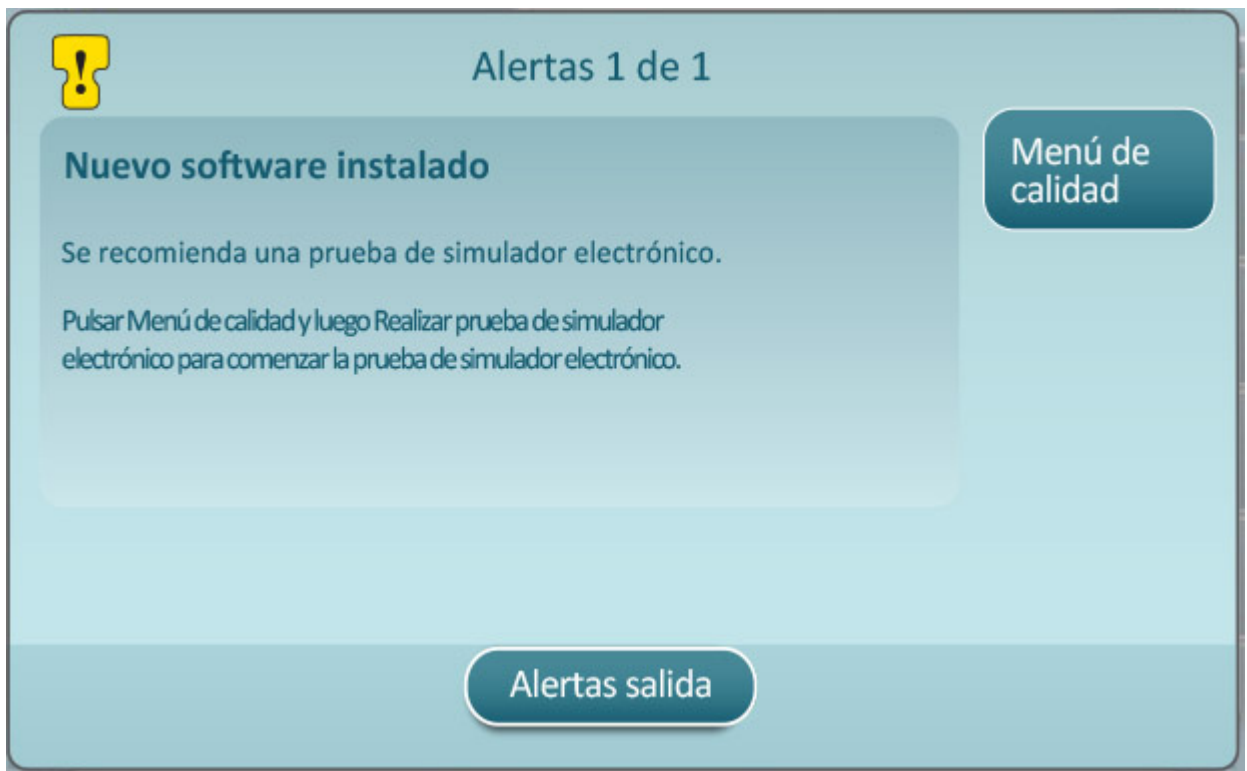 Alertas 1 de 1
Nuevo software instalado
Se recomienda una prueba de simulador electrónico.
Pulsar Menú de calidad y luego Realizar prueba de simulador
electrónico para comenzar la prueba de simulador electrónico.
Menú de
calidad
Alertas salida